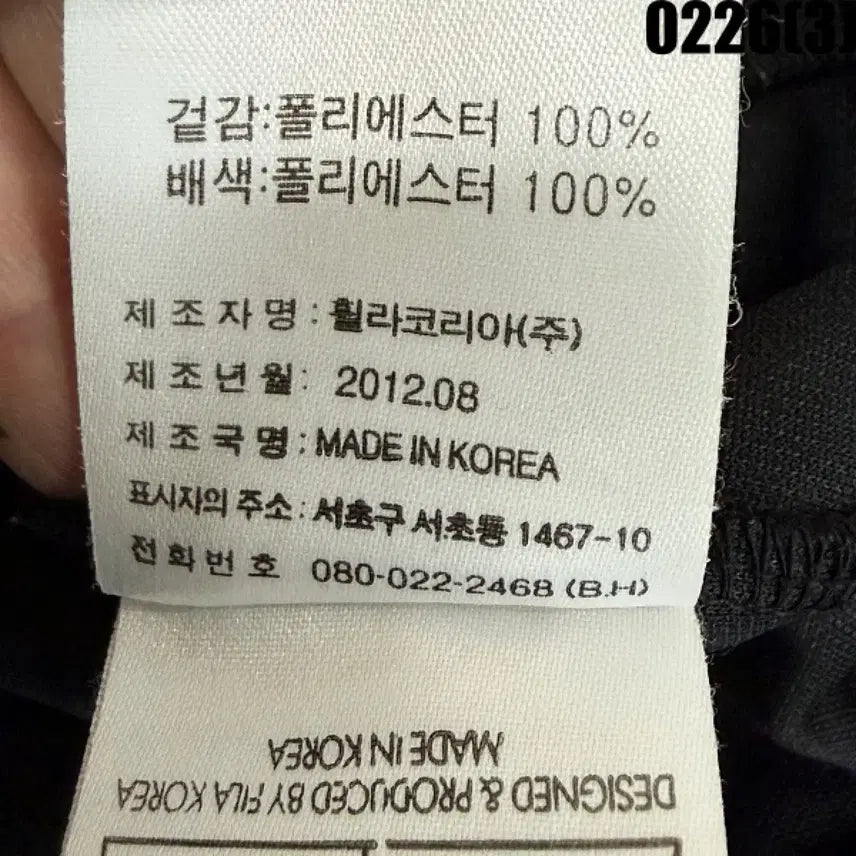 0226(3)
겉감:폴리에스터 100%
배색:폴리에스터 100%
제 조 자 명 : 휠라코리아(주)
제 조 년 월 : 2012.08
제 조 국 명 : MADE IN KOREA
표시자의 주소 : 서초구 서초동 1467-10
전 화 번 호 080-022-2468 (B.H)
MADE IN KOREA
DESIGNED & PRODUCED BY FILA KOREA